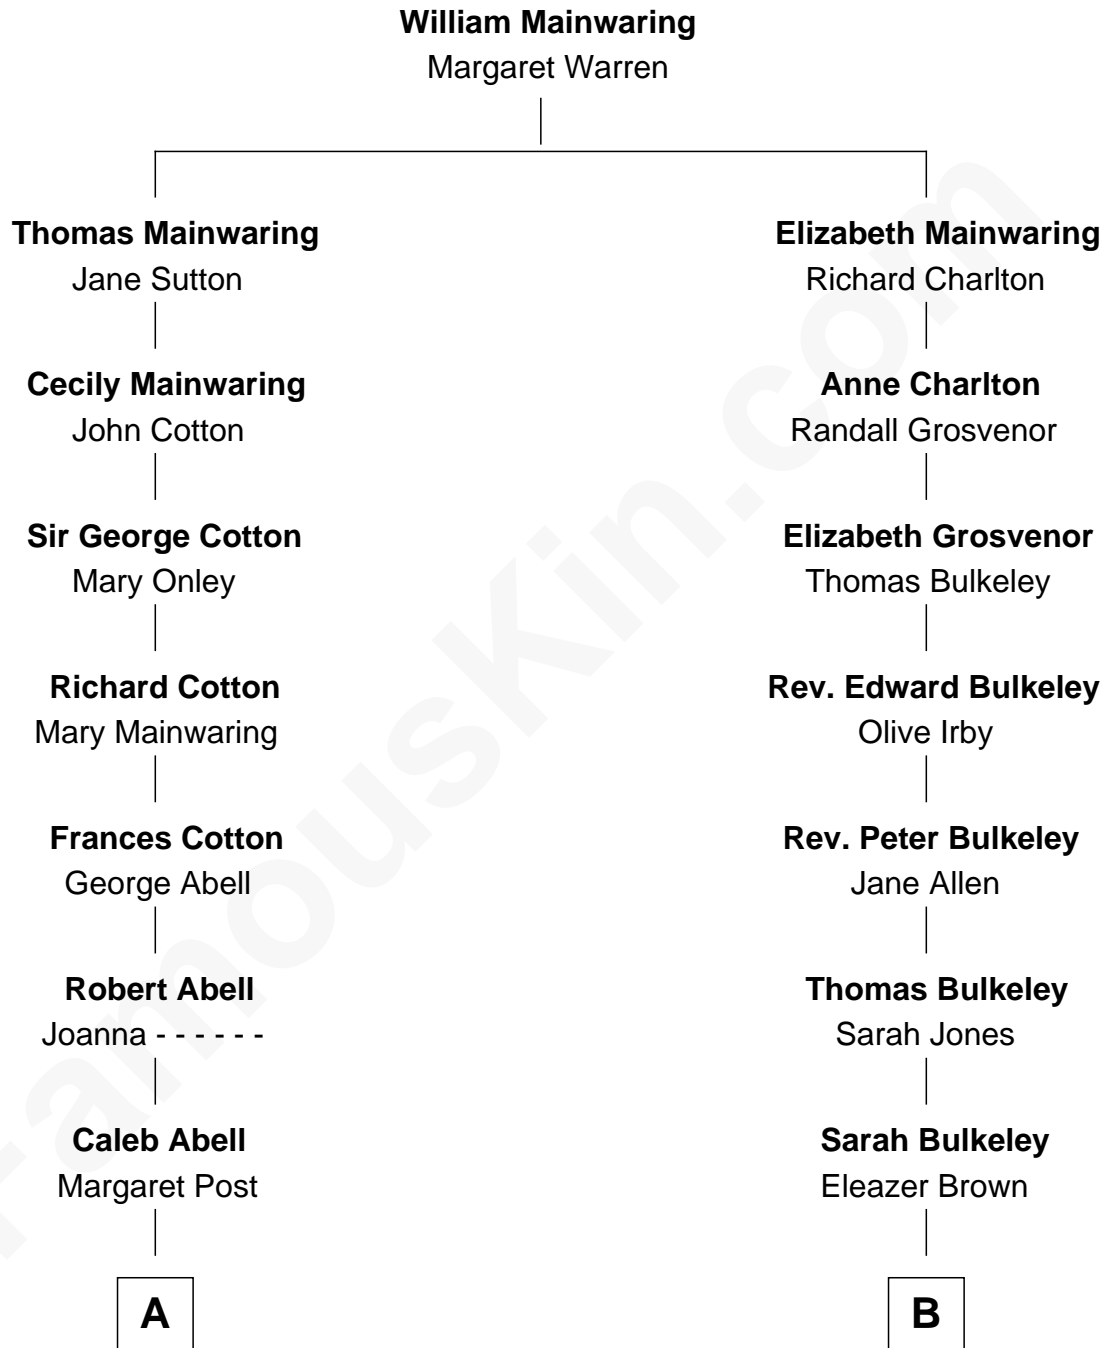 William Mainwaring
Margaret Warren
Thomas Mainwaring
Jane Sutton
Elizabeth Mainwaring
Richard Charlton
Cecily Mainwaring
John Cotton
Anne Charlton
Randall Grosvenor
Sir George Cotton
Mary Onley
Elizabeth Grosvenor
Thomas Bulkeley
Richard Cotton
Mary Mainwaring
Rev. Edward Bulkeley
Olive Irby
Frances Cotton
George Abell
Rev. Peter Bulkeley
Jane Allen
Robert Abell
Joanna - - - - - -
Thomas Bulkeley
Sarah Jones
Caleb Abell
Margaret Post
Sarah Bulkeley
Eleazer Brown
A
B
FamousKin.com